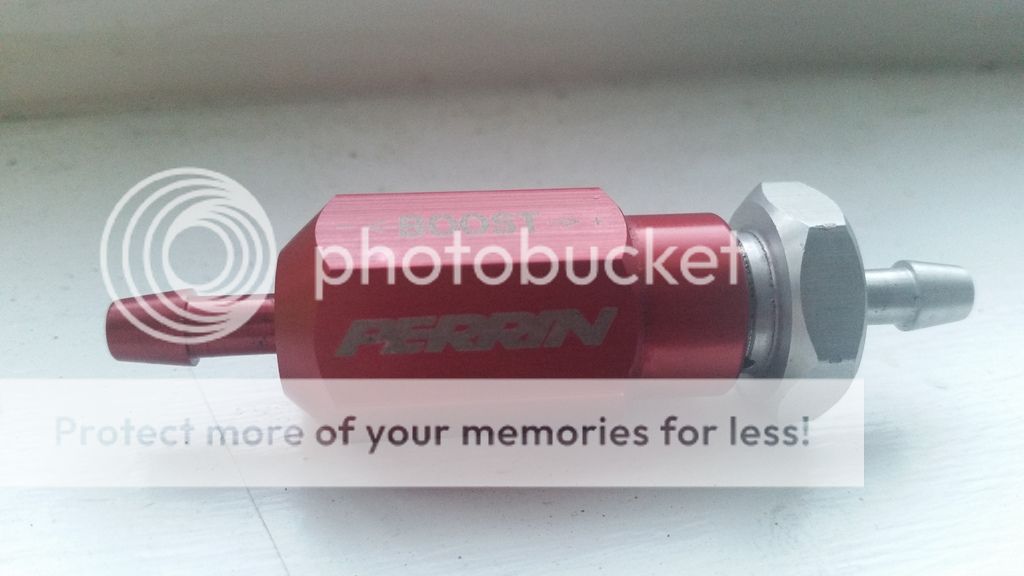 BOOST
photobucket
PERRIN
Protect more of your memories for less!